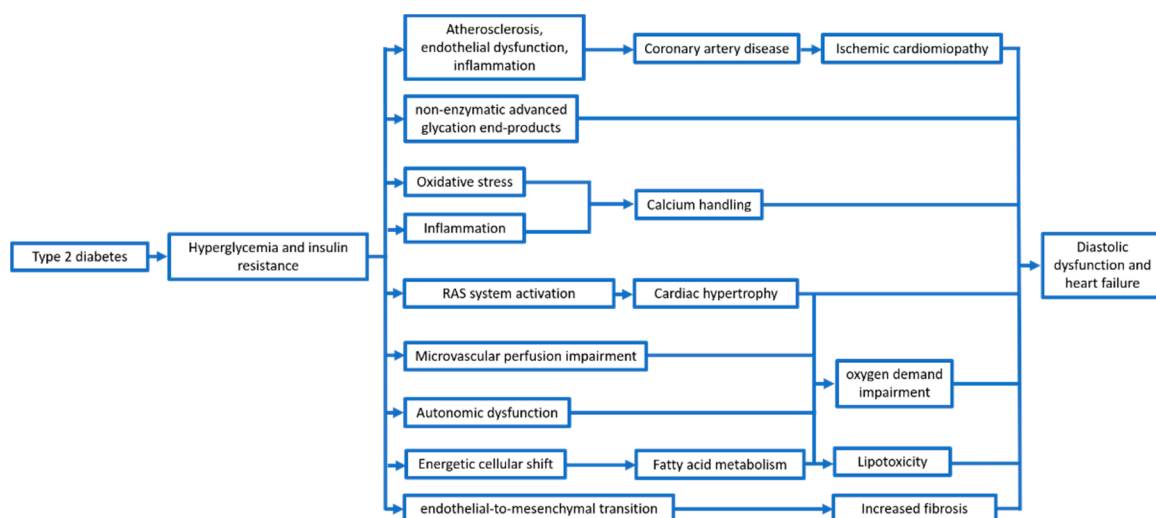 Atherosclerosis,
endothelial dysfunction,
inflammation
Coronary artery disease
Ischemic cardiomiopathy
non-enzymatic advanced
glycation end-products
Oxidative stress
Calcium handling
Inflammation
Type 2 diabetes
Hyperglycemia and insulin
resistance
Diastolic
dysfunction and
heart failure
RAS system activation
Cardiac hypertrophy
Microvascular perfusion impairment
oxygen demand
impairment
Autonomic dysfunction
Energetic cellular shift
Fatty acid metabolism
Lipotoxicity
endothelial-to-mesenchymal transition
Increased fibrosis